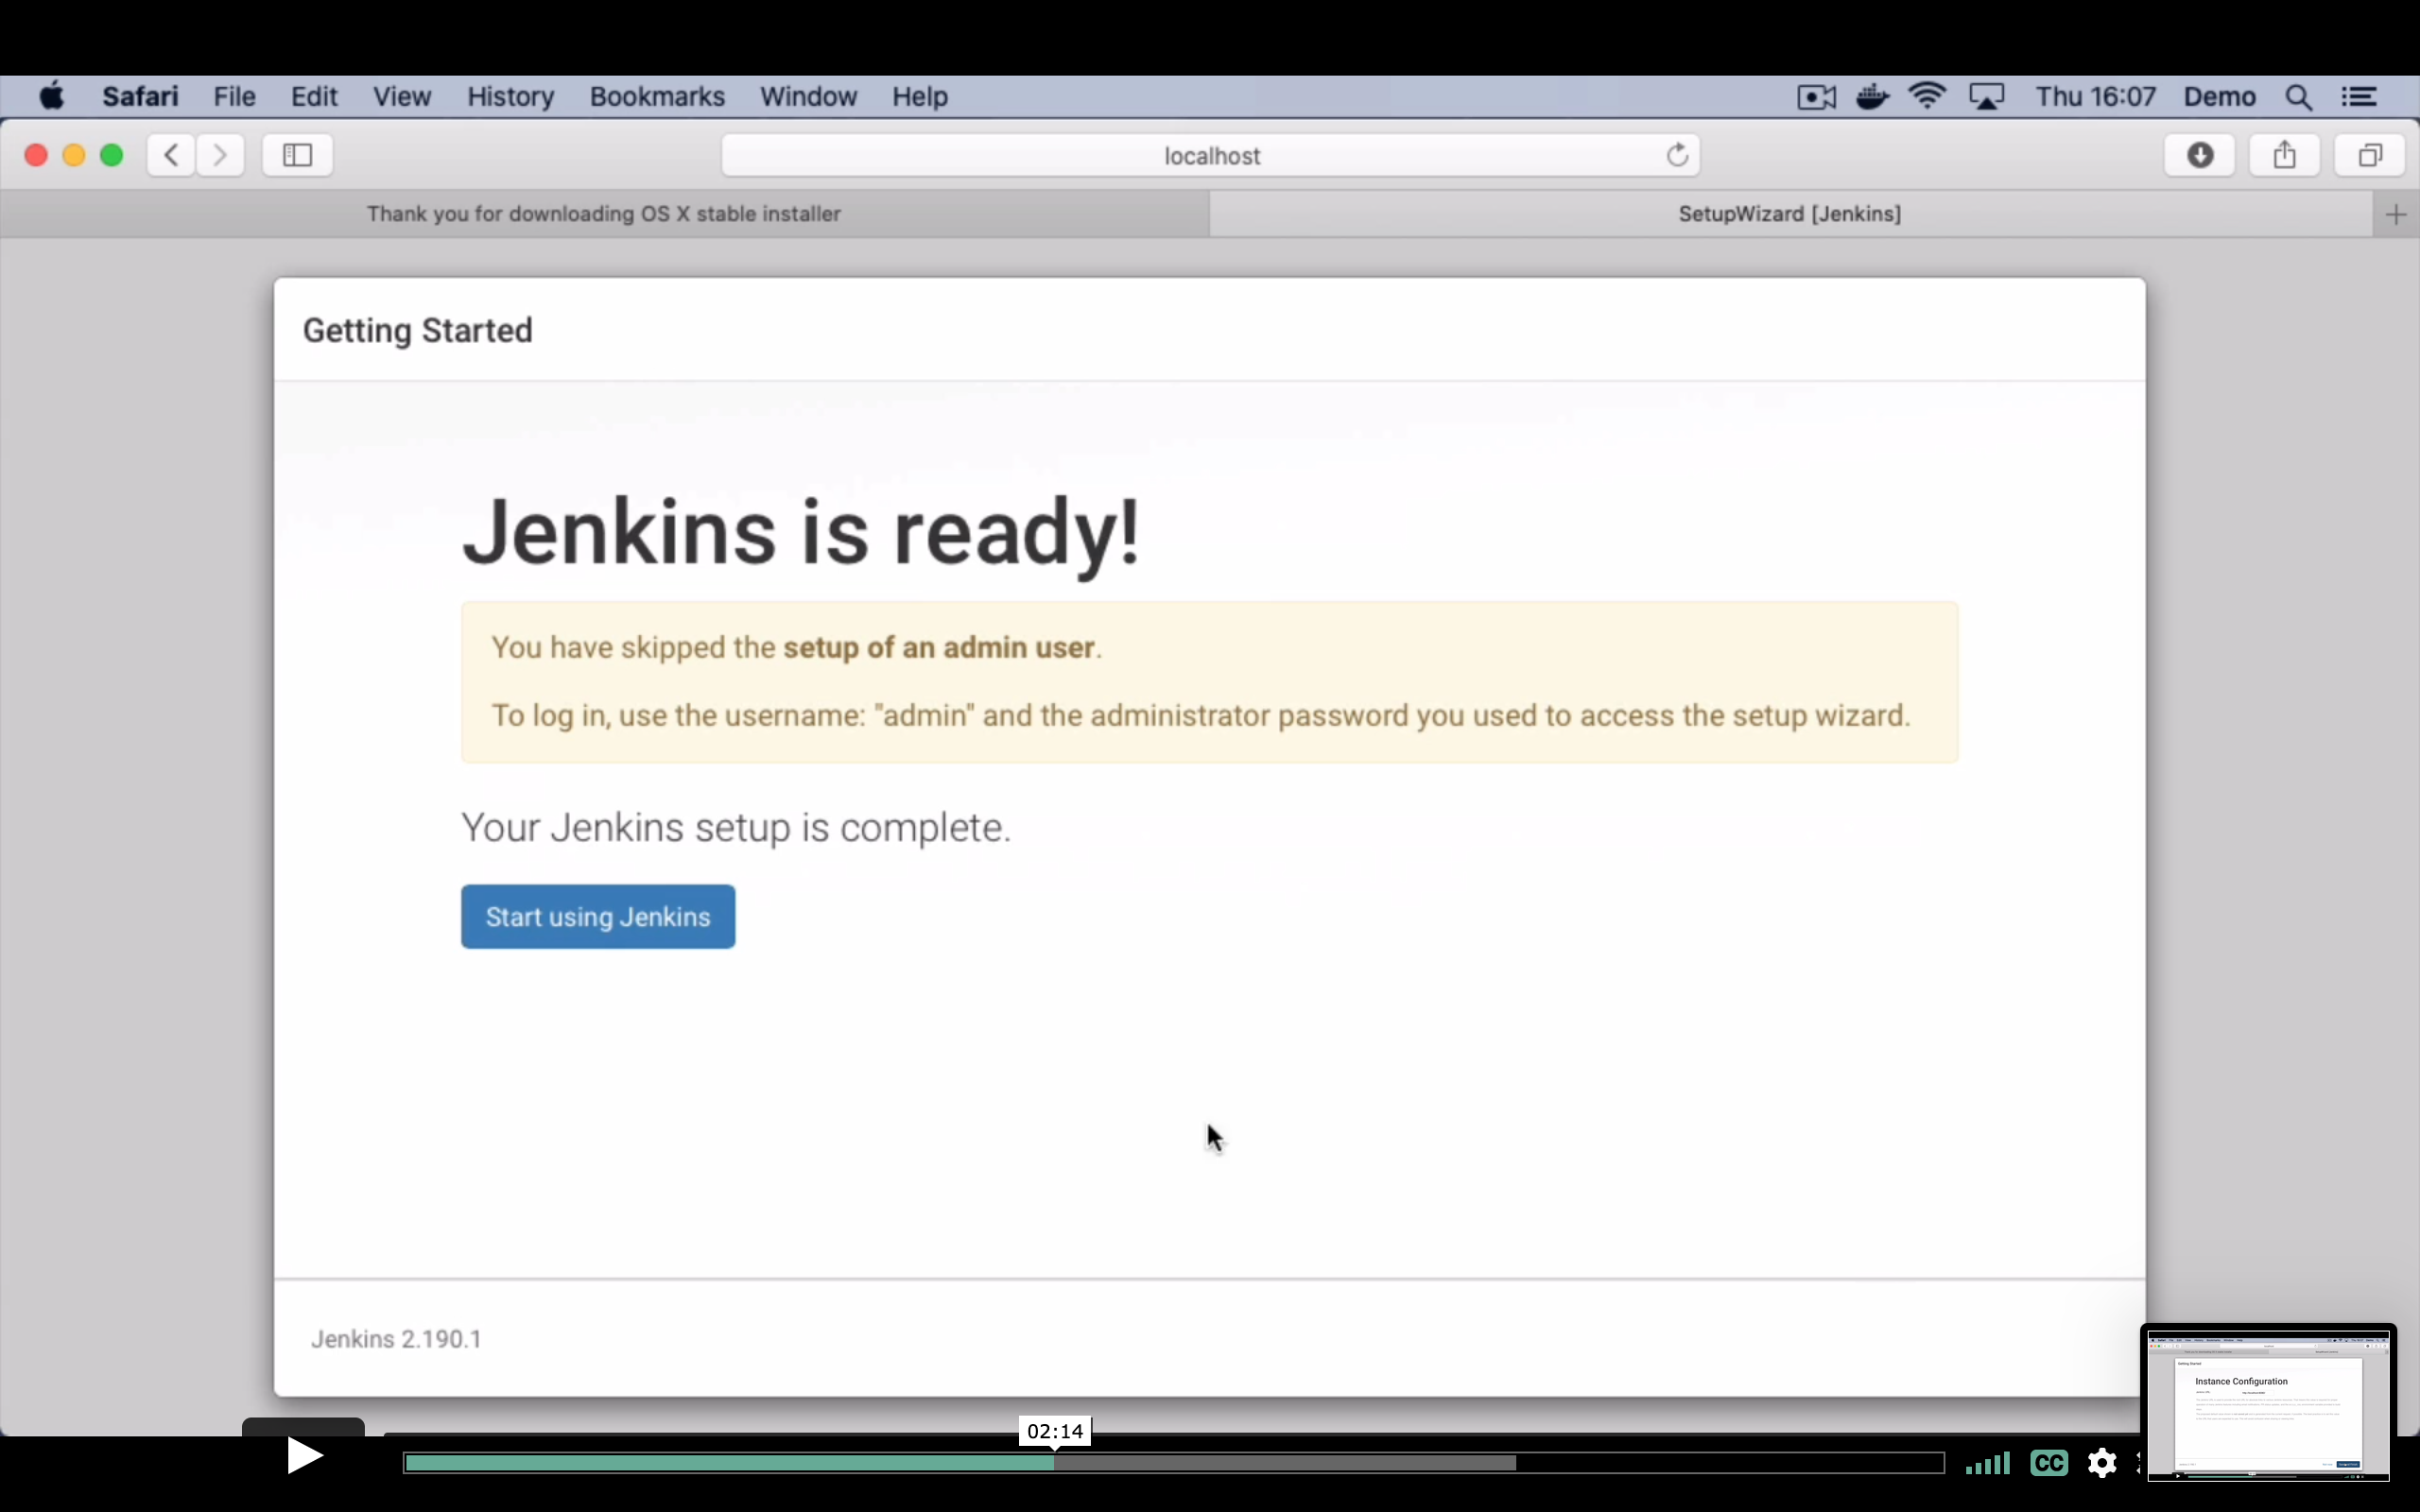 Safari File Edit View History Bookmarks Window Help Thu 16:07 Demo
localhost
Thank you for downloading OS X stable installer SetupWizard [Jenkins]
Getting Started
Jenkins is ready!
You have skipped the setup of an admin user.
To log in, use the username: "admin" and the administrator password you used to access the setup wizard.
Your Jenkins setup is complete.
Start using Jenkins
Jenkins 2.190.1
Getting Started
Instance Configuration
02:14
CC